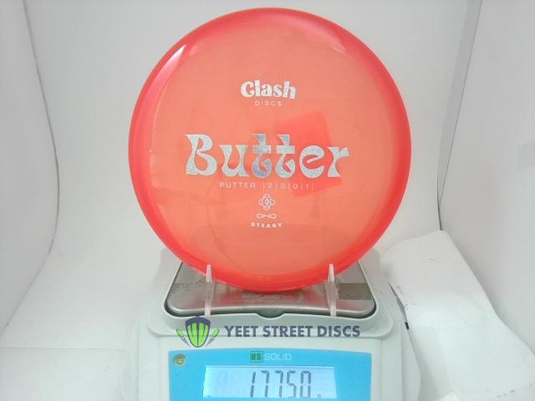 Clash
DISCS
Butter
PUTTER | 2 | 3 | 0 | 1 |
STEADY
YEET STREET DISCS
U.S. SOLID
177.50 g